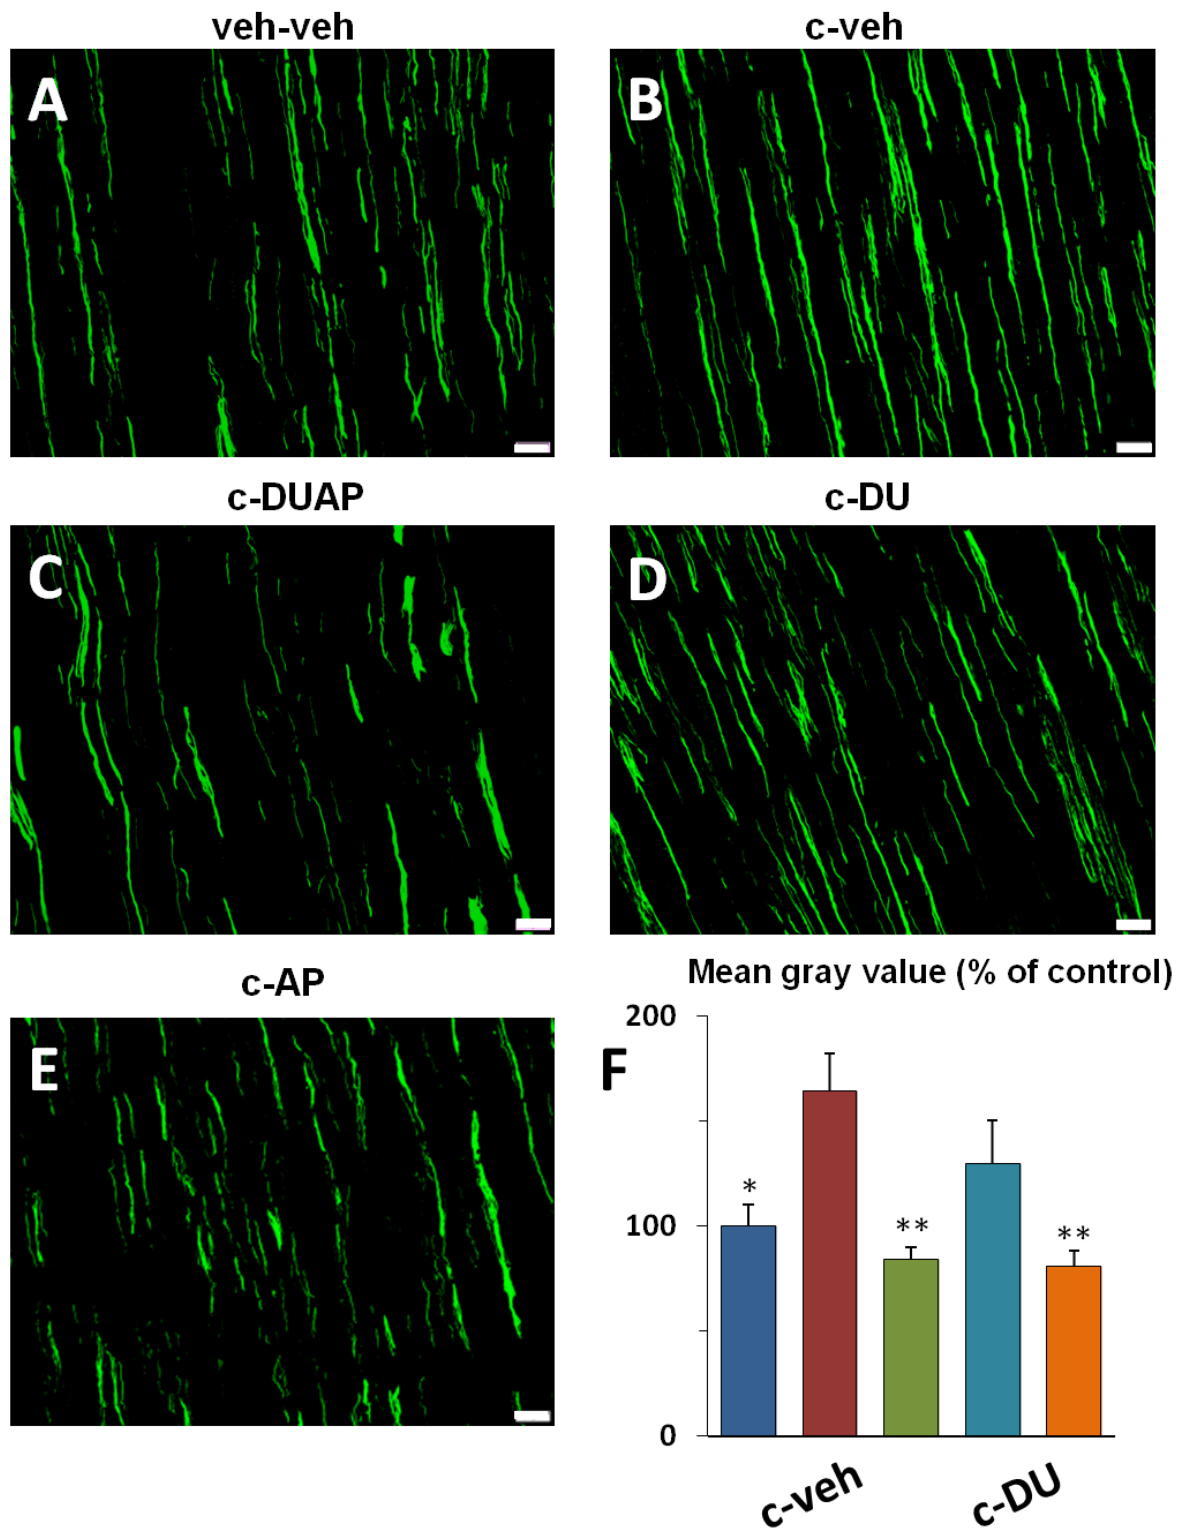 veh-veh
c-veh
A
B
c-DUAP
c-DU
C
D
c-AP
Mean gray value (% of control)
E
F
200
100
0
*
**
**
c-veh
c-DU